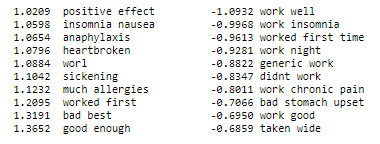 1.0209 positive effect -1.0932 work well
1.0598 insomnia nausea -0.9968 work insomnia
1.0654 anaphylaxis -0.9613 worked first time
1.0796 heartbroken -0.9281 work night
1.0884 worl -0.8822 generic work
1.1042 sickening -0.8347 didnt work
1.1232 much allergies -0.8011 work chronic pain
1.2095 worked first -0.7066 bad stomach upset
1.3191 bad best -0.6950 work good
1.3652 good enough -0.6859 taken wide